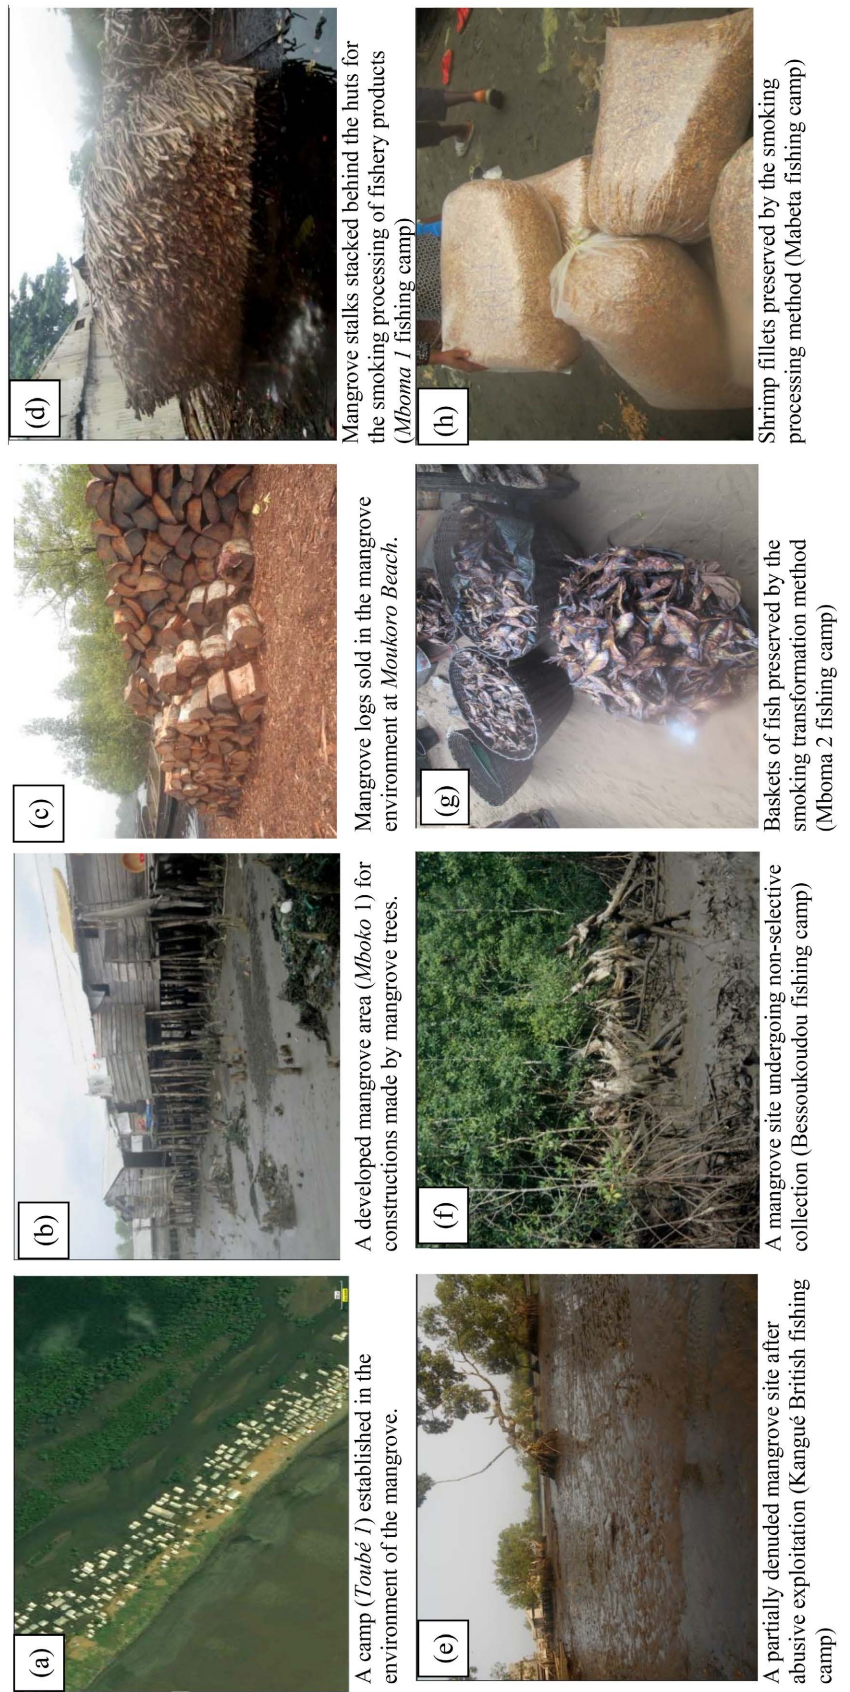 (a)
A camp (Toubé 1) established in the
environment of the mangrove.
(b)
A developed mangrove area (Mboko 1) for
constructions made by mangrove trees.
(c)
Mangrove logs sold in the mangrove
environment at Moukoro Beach.
(d)
Mangrove stalks stacked behind the huts for
the smoking processing of fishery products
(Mboma 1 fishing camp)
(e)
A partially denuded mangrove site after
abusive exploitation (Kangué British fishing
camp)
(f)
A mangrove site undergoing non-selective
collection (Bessoukoudou fishing camp)
(g)
Baskets of fish preserved by the
smoking transformation method
(Mboma 2 fishing camp)
(h)
Shrimp fillets preserved by the smoking
processing method (Mabeta fishing camp)